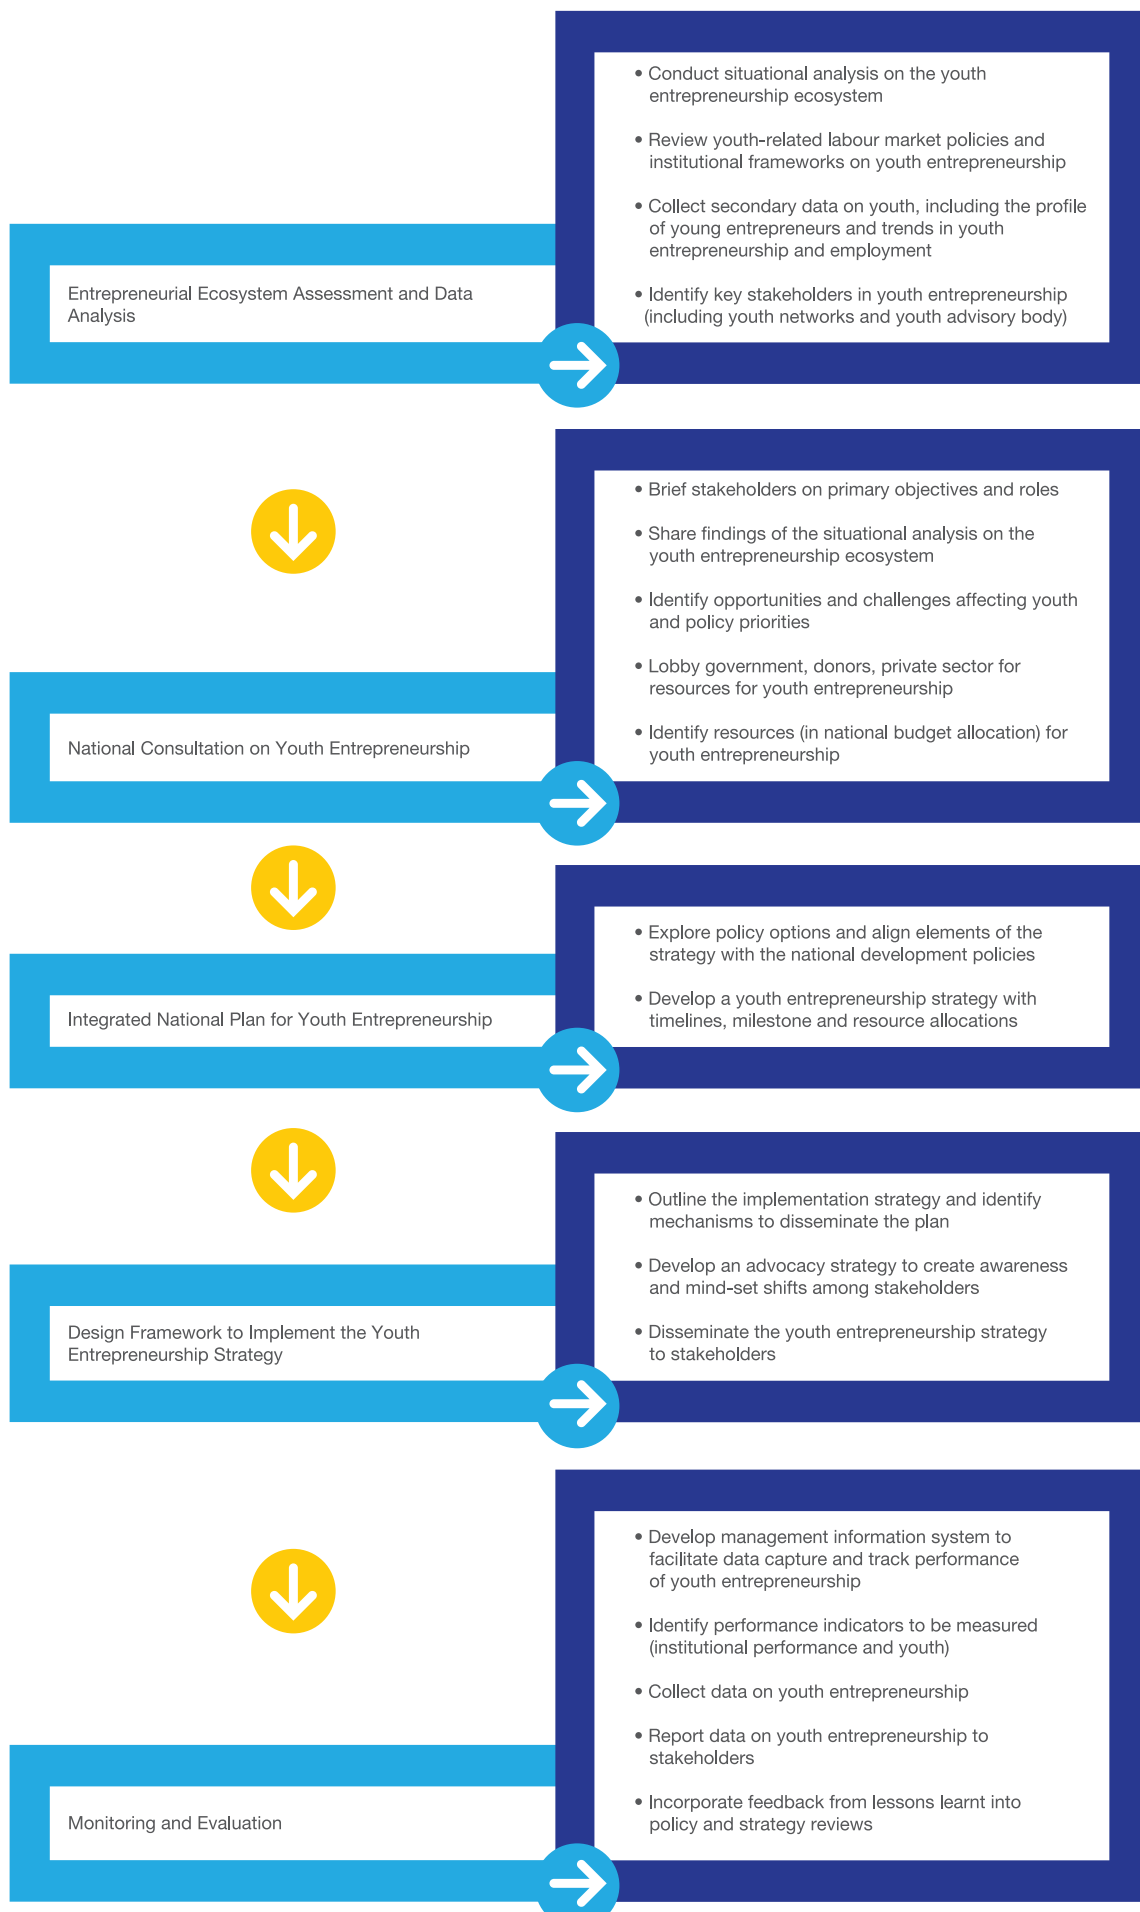 • Conduct situational analysis on the youth
entrepreneurship ecosystem
• Review youth-related labour market policies and
institutional frameworks on youth entrepreneurship
• Collect secondary data on youth, including the profile
of young entrepreneurs and trends in youth
entrepreneurship and employment
• Identify key stakeholders in youth entrepreneurship
(including youth networks and youth advisory body)
Entrepreneurial Ecosystem Assessment and Data
Analysis
• Brief stakeholders on primary objectives and roles
• Share findings of the situational analysis on the
youth entrepreneurship ecosystem
• Identify opportunities and challenges affecting youth
and policy priorities
• Lobby government, donors, private sector for
resources for youth entrepreneurship
• Identify resources (in national budget allocation) for
youth entrepreneurship
National Consultation on Youth Entrepreneurship
• Explore policy options and align elements of the
strategy with the national development policies
• Develop a youth entrepreneurship strategy with
timelines, milestone and resource allocations
Integrated National Plan for Youth Entrepreneurship
• Outline the implementation strategy and identify
mechanisms to disseminate the plan
• Develop an advocacy strategy to create awareness
and mind-set shifts among stakeholders
• Disseminate the youth entrepreneurship strategy
to stakeholders
Design Framework to Implement the Youth
Entrepreneurship Strategy
• Develop management information system to
facilitate data capture and track performance
of youth entrepreneurship
• Identify performance indicators to be measured
(institutional performance and youth)
• Collect data on youth entrepreneurship
• Report data on youth entrepreneurship to
stakeholders
• Incorporate feedback from lessons learnt into
policy and strategy reviews
Monitoring and Evaluation